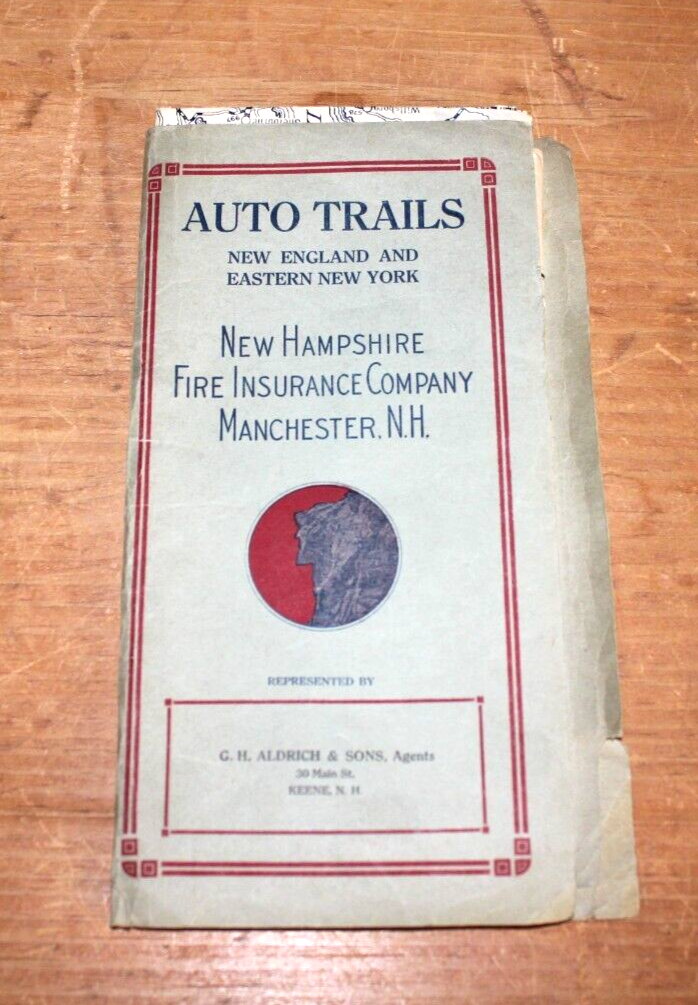 AUTO TRAILS
NEW ENGLAND AND
EASTERN NEW YORK
NEW HAMPSHIRE
FIRE INSURANCE COMPANY
MANCHESTER, N.H.
REPRESENTED BY
G. H. ALDRICH & SONS, Agents
30 Main St.
KEENE, N. H.